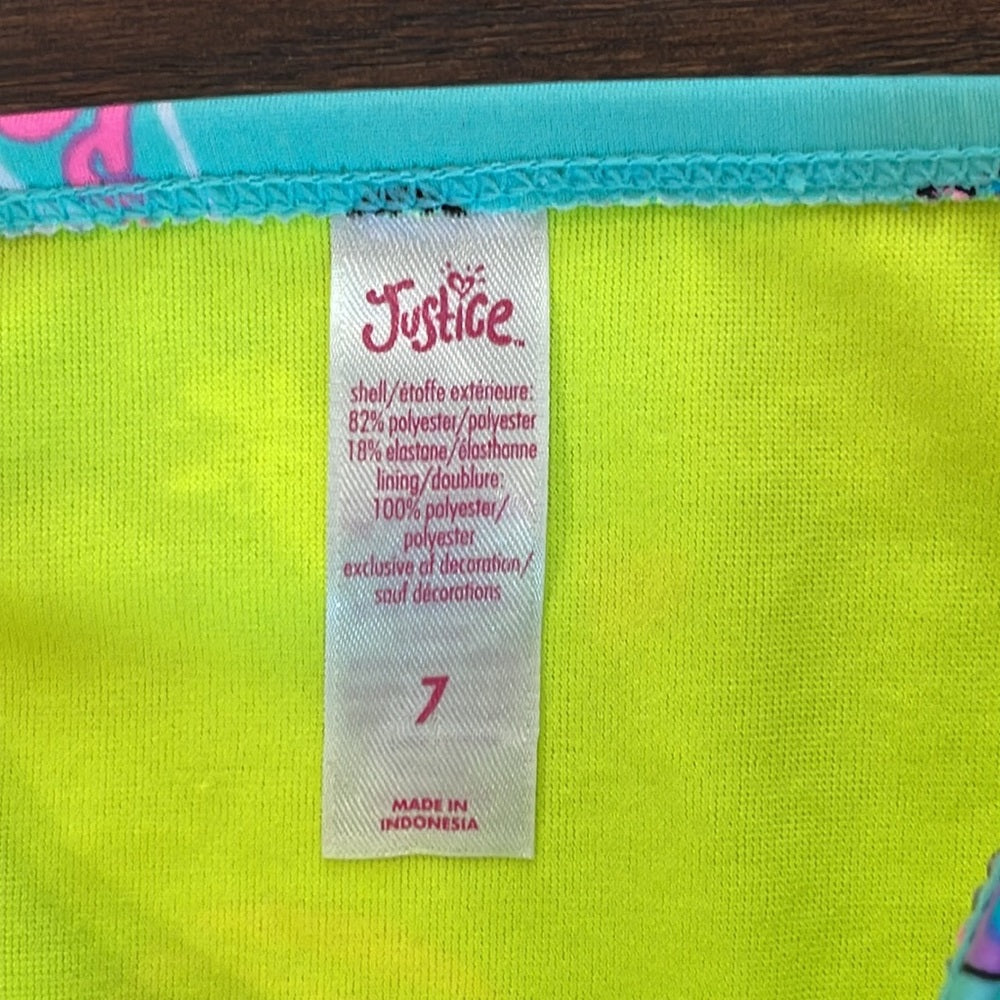 Justice™
shell/étoffe extérieure:
82% polyester/polyester
18% elastane/élasthanne
lining/doublure:
100% polyester/
polyester
exclusive of decoration/
sauf décorations
7
MADE IN
INDONESIA